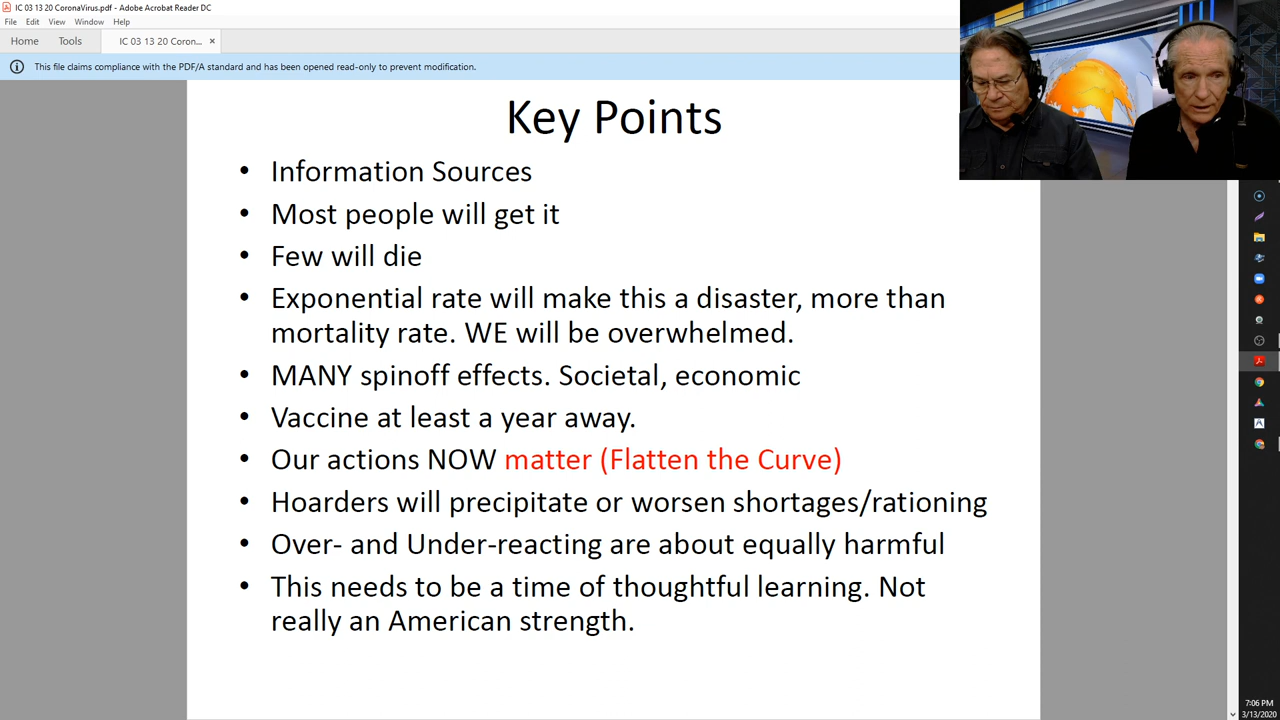 IC 03 13 20 CoronaVirus.pdf - Adobe Acrobat Reader DC
File Edit View Window Help
Home Tools IC 03 13 20 Coron... ×
This file claims compliance with the PDF/A standard and has been opened read-only to prevent modification.
Key Points
• Information Sources
• Most people will get it
• Few will die
• Exponential rate will make this a disaster, more than
mortality rate. WE will be overwhelmed.
• MANY spinoff effects. Societal, economic
• Vaccine at least a year away.
• Our actions NOW matter (Flatten the Curve)
• Hoarders will precipitate or worsen shortages/rationing
• Over- and Under-reacting are about equally harmful
• This needs to be a time of thoughtful learning. Not
really an American strength.
7:06 PM
3/13/2020